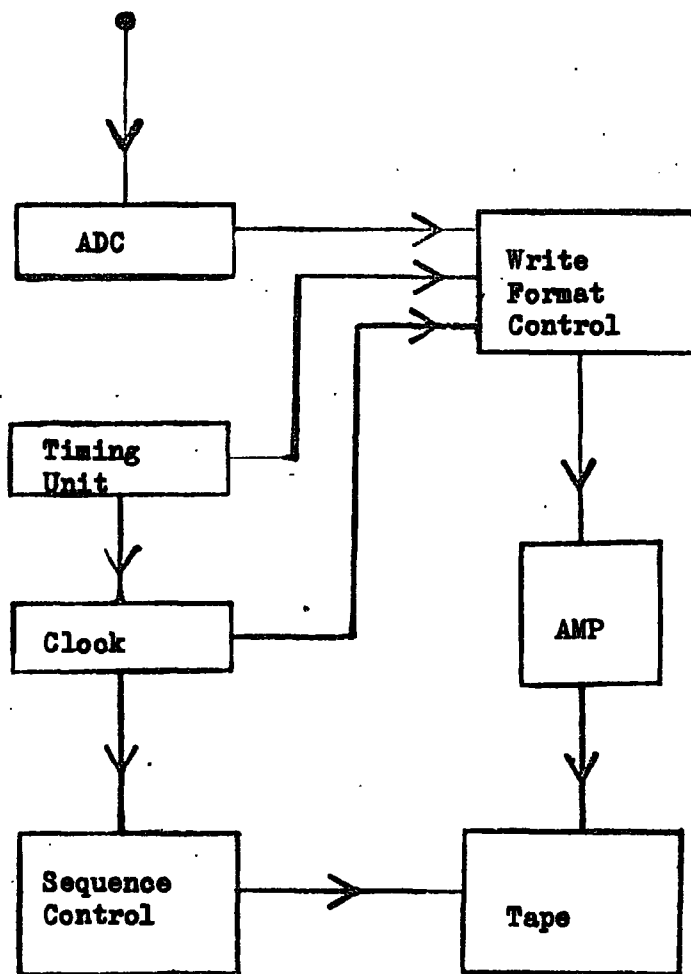 ADC
Write
Format
Control
Timing
Unit
Clock
AMP
Sequence
Control
Tape